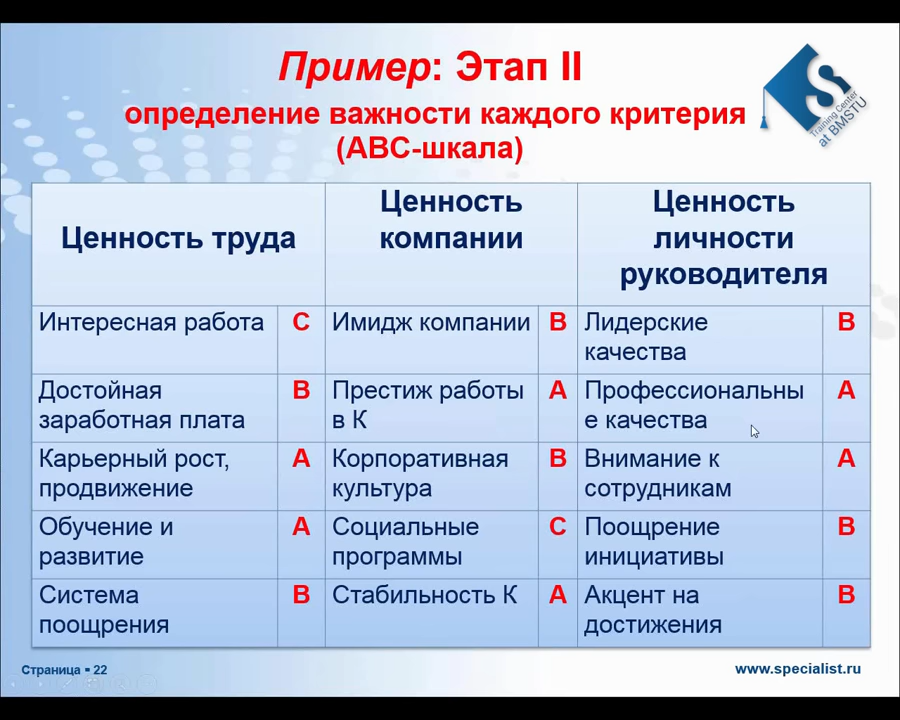 Пример: Этап II
определение важности каждого критерия
(ABC-шкала)
Training Center
at BMSTU
Ценность труда
Ценность
компании
Ценность
личности
руководителя
Интересная работа C Имидж компании B Лидерские
качества B
Достойная
заработная плата B Престиж работы
в К A Профессиональны
е качества A
Карьерный рост,
продвижение A Корпоративная
культура B Внимание к
сотрудникам A
Обучение и
развитие A Социальные
программы C Поощрение
инициативы B
Система
поощрения B Стабильность К A Акцент на
достижения B
Страница ▪ 22
www.specialist.ru